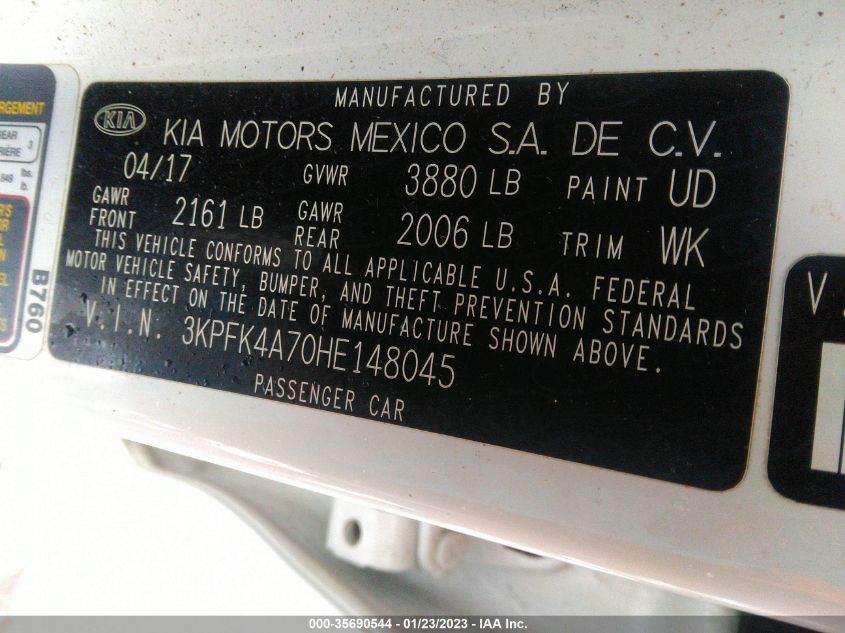 MANUFACTURED BY
KIA KIA MOTORS MEXICO S.A. DE C.V.
04/17 GVWR 3880 LB PAINT UD
GAWR FRONT 2161 LB GAWR REAR 2006 LB TRIM WK
THIS VEHICLE CONFORMS TO ALL APPLICABLE U.S.A. FEDERAL
MOTOR VEHICLE SAFETY, BUMPER, AND THEFT PREVENTION STANDARDS
IN EFFECT ON THE DATE OF MANUFACTURE SHOWN ABOVE.
V.I.N: 3KPFK4A70HE148045
PASSENGER CAR
REAR 3
B760
V.
000-35690544 - 01/23/2023 - IAA Inc.